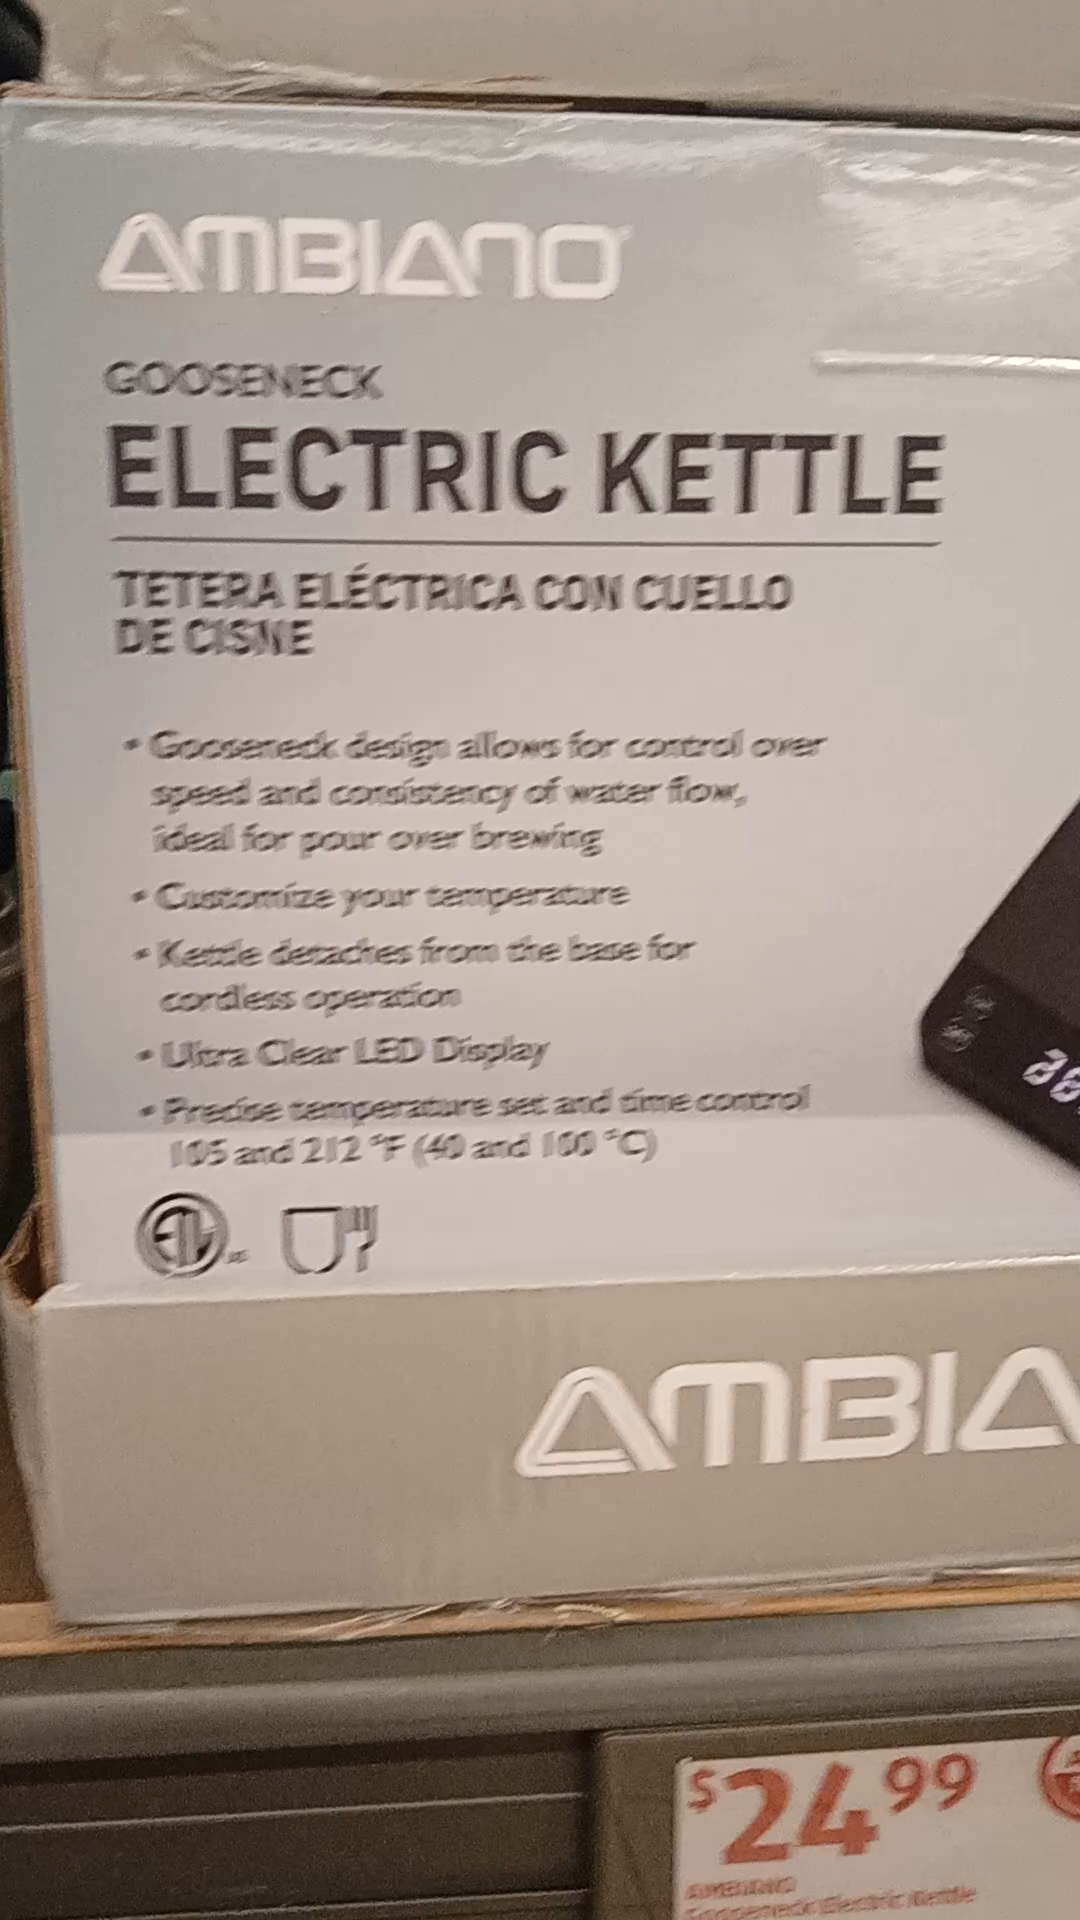 AMBIANO
GOOSENECK
ELECTRIC KETTLE
TETERA ELÉCTRICA CON CUELLO
DE CISNE
• Gooseneck design allows for control over
speed and consistency of water flow,
ideal for pour over brewing
• Customize your temperature
• Kettle detaches from the base for
cordless operation
• Ultra Clear LED Display
• Precise temperature set and time control
105 and 212 °F (40 and 100 °C)
AMBIA
$24.99
AMBIANO
Gooseneck Electric Kettle